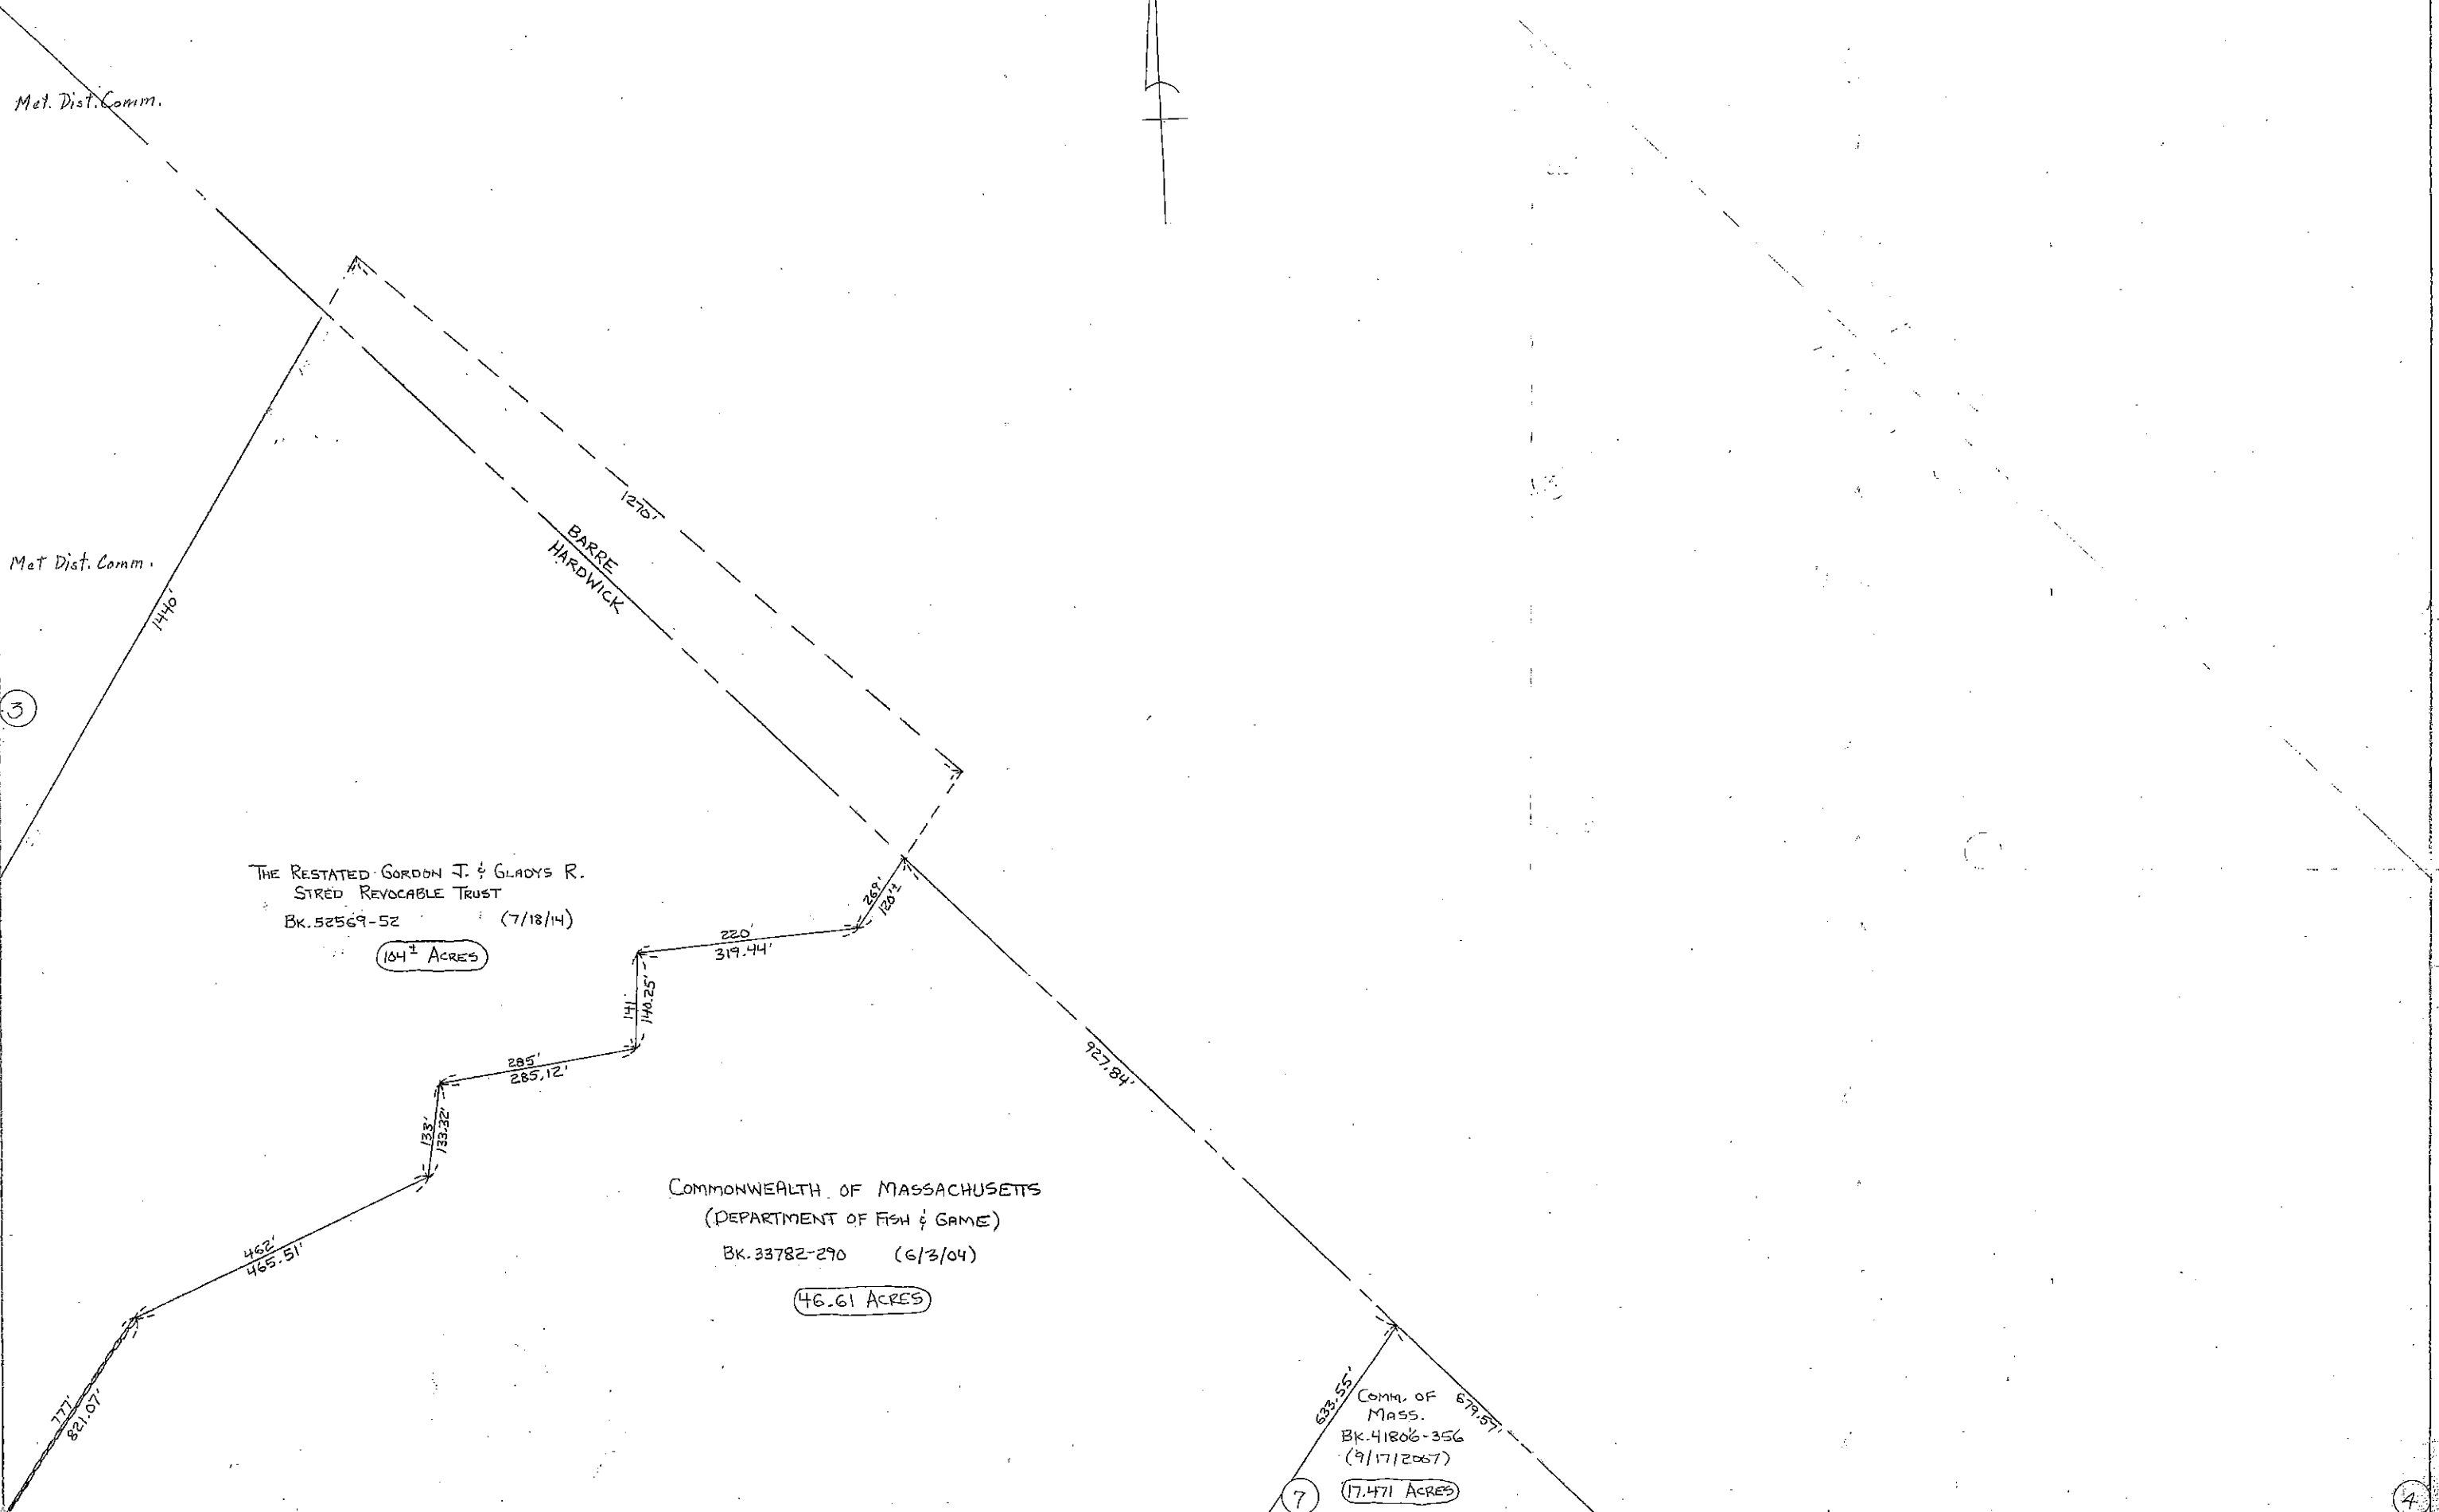 Met. Dist. Comm.
1270'
BARRE
HARDWICK
Met Dist. Comm.
1440'
3
THE RESTATED GORDON J. & GLADYS R.
STRED REVOCABLE TRUST
BK.52569-52 (7/18/14)
104± ACRES
269'
120'±
220'
319.44'
141'
140.25'
285'
285.12'
133'
133.32'
927.84'
COMMONWEALTH OF MASSACHUSETTS
(DEPARTMENT OF FISH & GAME)
BK.33782-290 (6/3/04)
46.61 ACRES
462'
465.51'
777'
821.07'
633.55'
679.57'
COMM. OF
MASS.
BK.41806-356
(9/17/2007)
17.471 ACRES
7
4